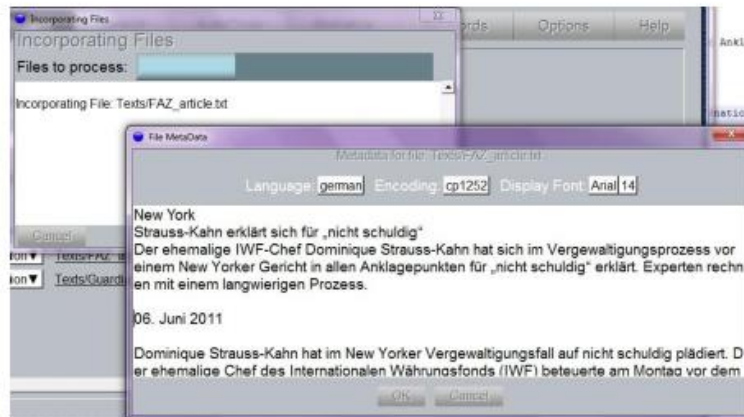 Incorporating Files
Incorporating Files
Options
Help
Files to process:
Incorporating File: Texts/FAZ_article.txt
File MetaData
Metadata for file: Texts/FAZ_article.txt
Language: german Encoding: cp1252 Display Font: Arial 14
New York
Strauss-Kahn erklärt sich für „nicht schuldig“
Der ehemalige IWF-Chef Dominique Strauss-Kahn hat sich im Vergewaltigungsprozess vor
einem New Yorker Gericht in allen Anklagepunkten für „nicht schuldig“ erklärt. Experten rechn
en mit einem langwierigen Prozess.
06. Juni 2011
Dominique Strauss-Kahn hat im New Yorker Vergewaltigungsfall auf nicht schuldig plädiert. D
er ehemalige Chef des Internationalen Währungsfonds (IWF) beteuerte am Montag vor dem
Cancel
Texts/Guardi
OK Cancel